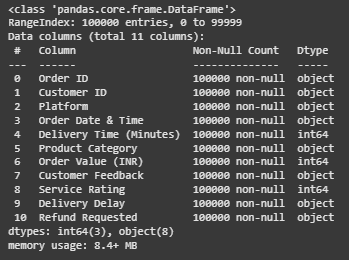 <class 'pandas.core.frame.DataFrame'>
RangeIndex: 100000 entries, 0 to 99999
Data columns (total 11 columns):
 #   Column                   Non-Null Count   Dtype
---  ------                   --------------   -----
 0   Order ID                 100000 non-null  object
 1   Customer ID              100000 non-null  object
 2   Platform                 100000 non-null  object
 3   Order Date & Time        100000 non-null  object
 4   Delivery Time (Minutes)  100000 non-null  int64
 5   Product Category         100000 non-null  object
 6   Order Value (INR)        100000 non-null  int64
 7   Customer Feedback        100000 non-null  object
 8   Service Rating           100000 non-null  int64
 9   Delivery Delay           100000 non-null  object
 10  Refund Requested         100000 non-null  object
dtypes: int64(3), object(8)
memory usage: 8.4+ MB